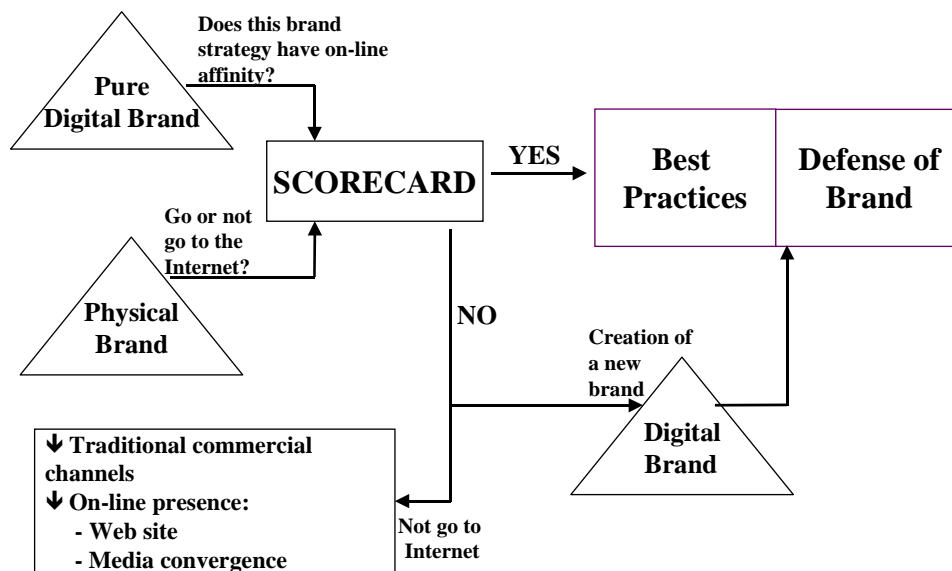 Does this brand
strategy have on-line
affinity?
Pure
Digital Brand
SCORECARD
YES
Best
Practices
Defense of
Brand
Go or not
go to the
Internet?
Physical
Brand
NO
Creation of
a new
brand
Digital
Brand
🡻 Traditional commercial
channels
🡻 On-line presence:
- Web site
- Media convergence
Not go to
Internet